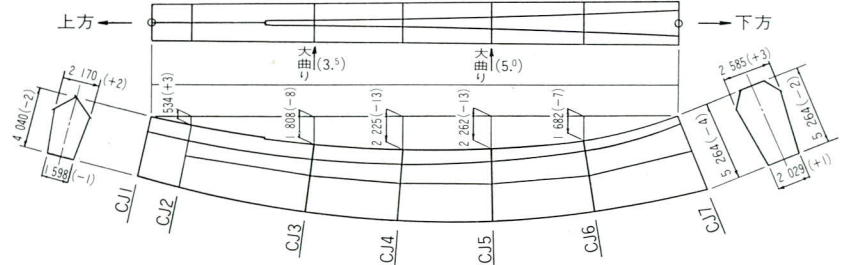 上方
下方
大曲り(3.⁵)
大曲り(5.⁰)
2 170(+2)
4 040(-2)
1 598(-1)
534(+3)
1 808(-8)
2 225(-13)
2 262(-13)
1 682(-7)
2 585(+3)
5 264(-2)
5 264(-4)
2 029(+1)
CJ1
CJ2
CJ3
CJ4
CJ5
CJ6
CJ7